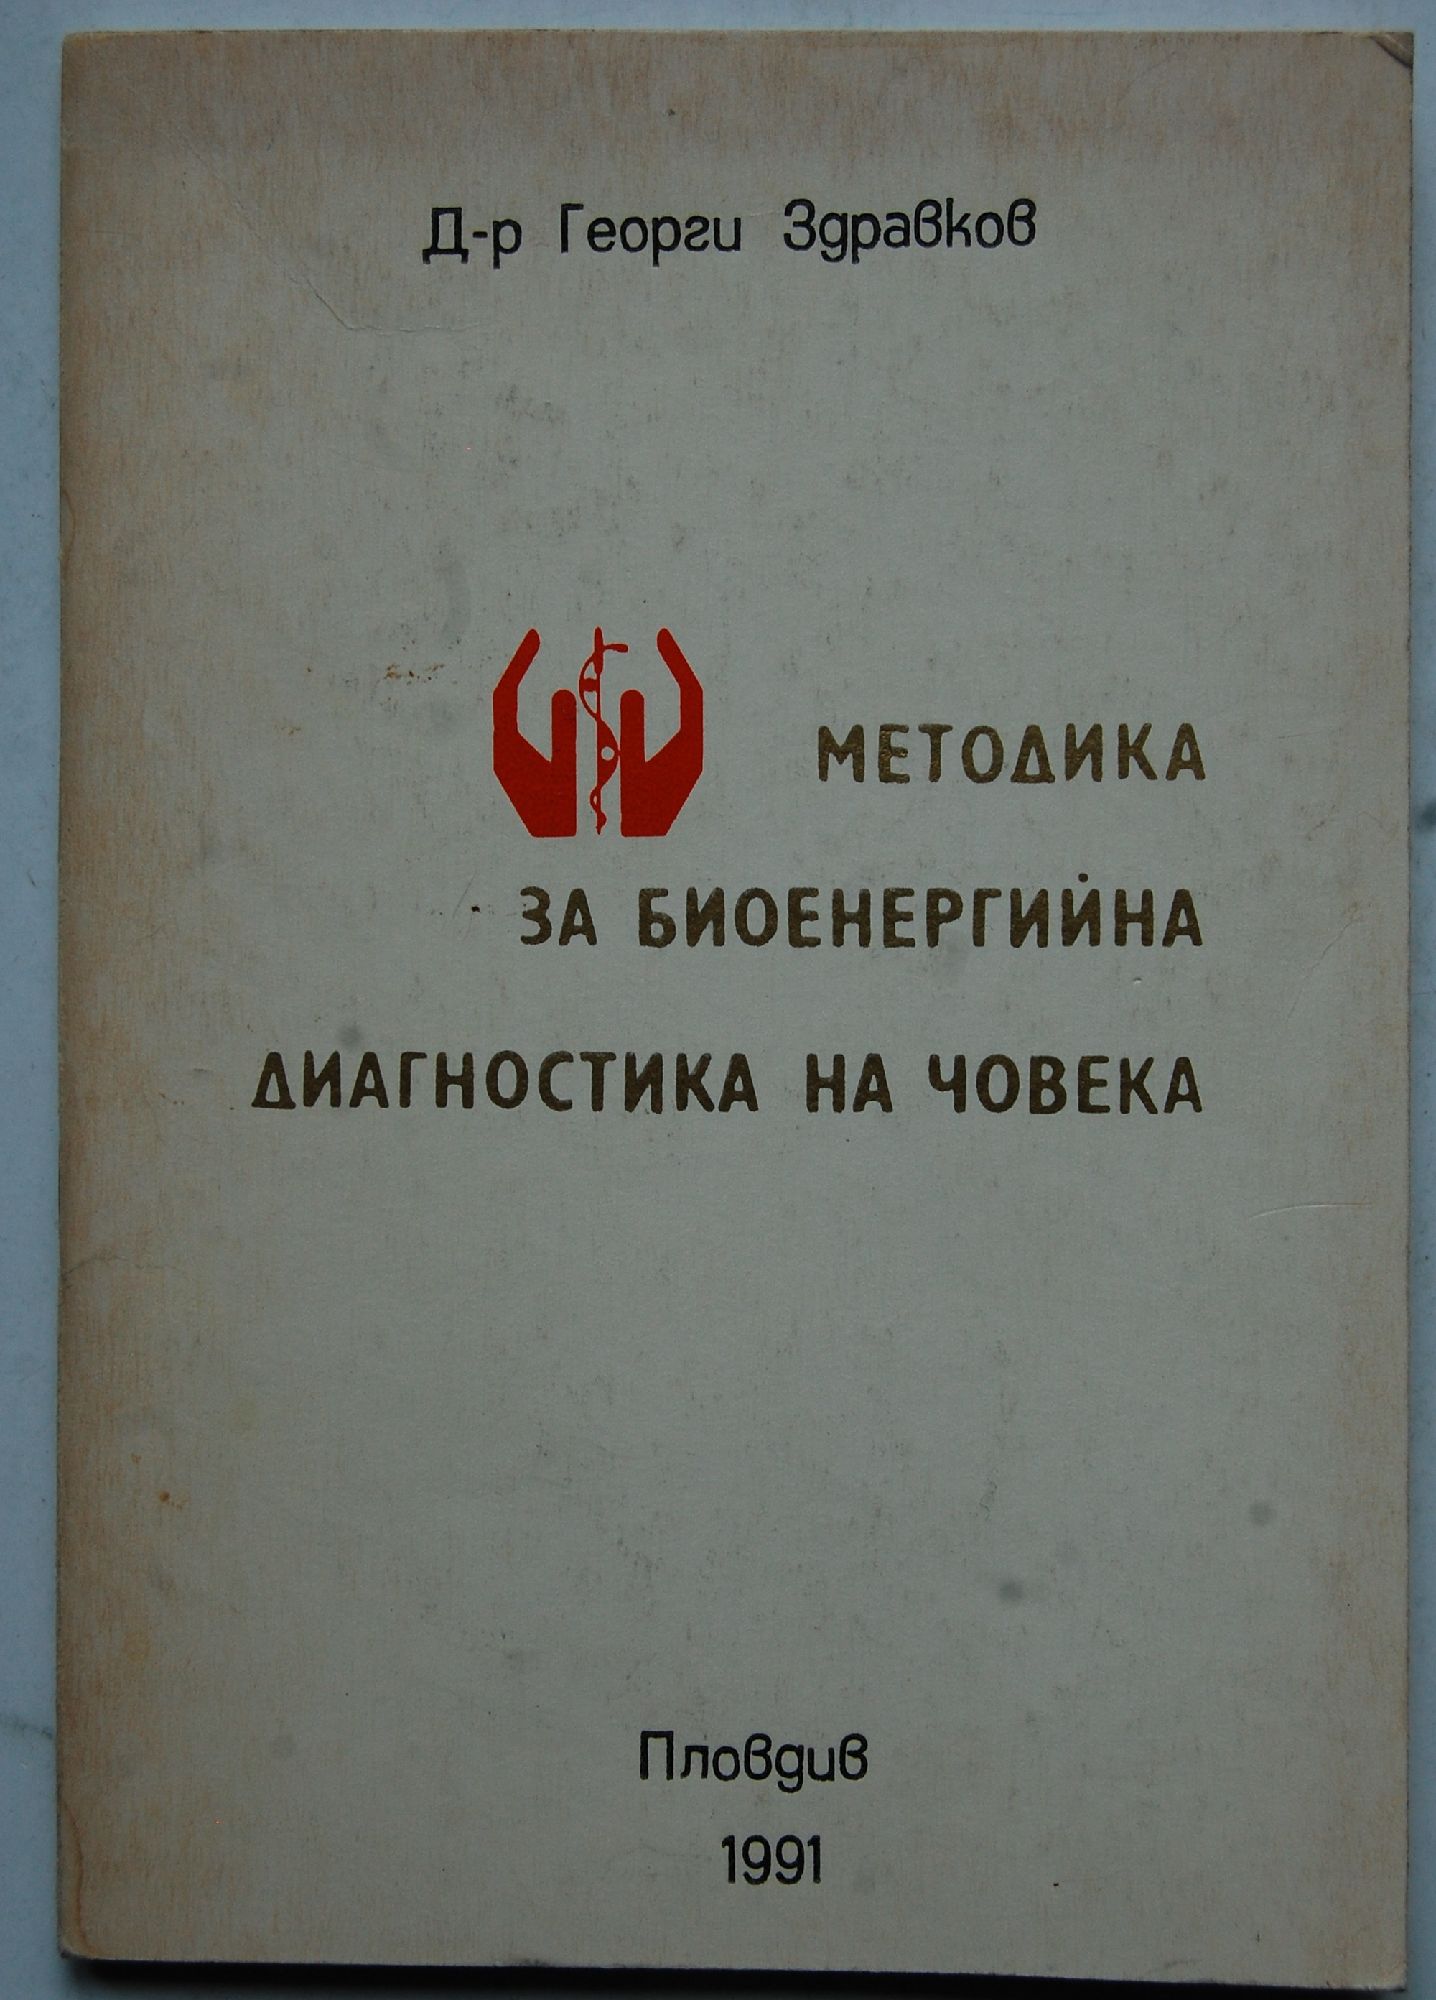 Д-р Георги Здравков
МЕТОДИКА
ЗА БИОЕНЕРГИЙНА
ДИАГНОСТИКА НА ЧОВЕКА
Пловдив
1991